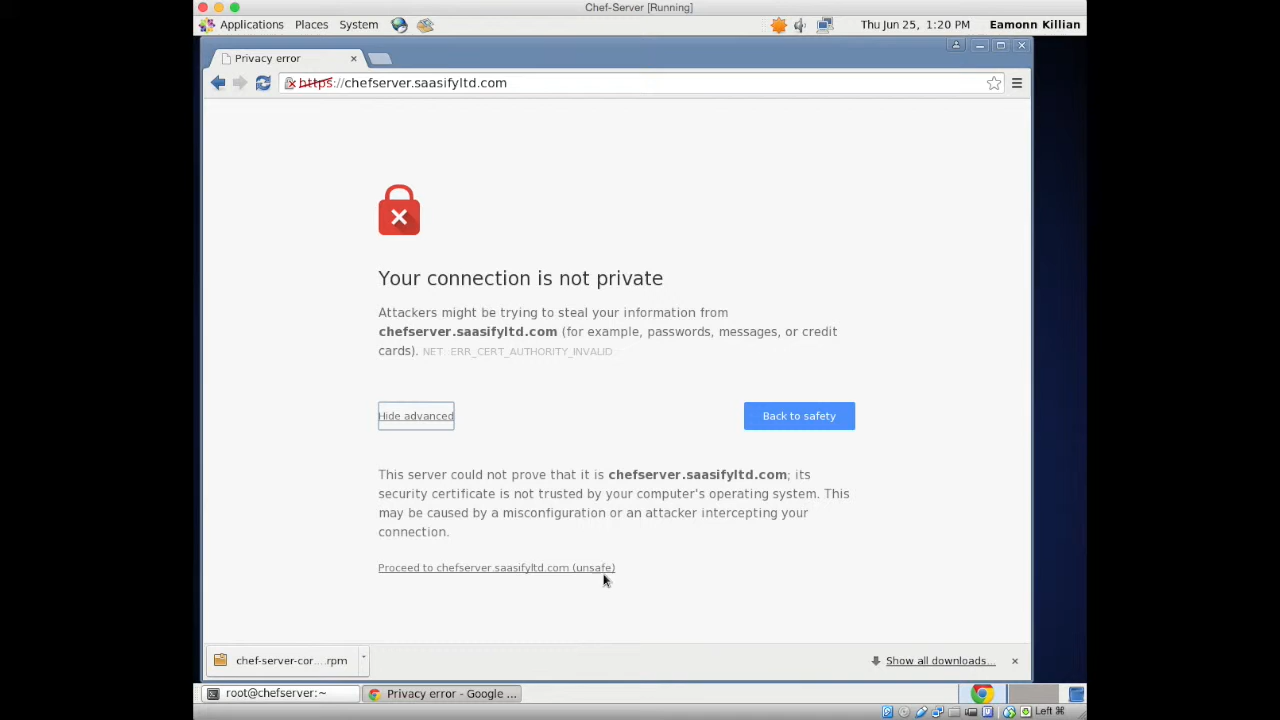 Chef-Server [Running]
Applications Places System Thu Jun 25, 1:20 PM Eamonn Killian
Privacy error
https://chefserver.saasifyltd.com
Your connection is not private
Attackers might be trying to steal your information from
chefserver.saasifyltd.com (for example, passwords, messages, or credit
cards). NET::ERR_CERT_AUTHORITY_INVALID
Hide advanced
Back to safety
This server could not prove that it is chefserver.saasifyltd.com; its
security certificate is not trusted by your computer's operating system. This
may be caused by a misconfiguration or an attacker intercepting your
connection.
Proceed to chefserver.saasifyltd.com (unsafe)
chef-server-cor....rpm
Show all downloads...
root@chefserver:~
Privacy error - Google ...
Left ⌘